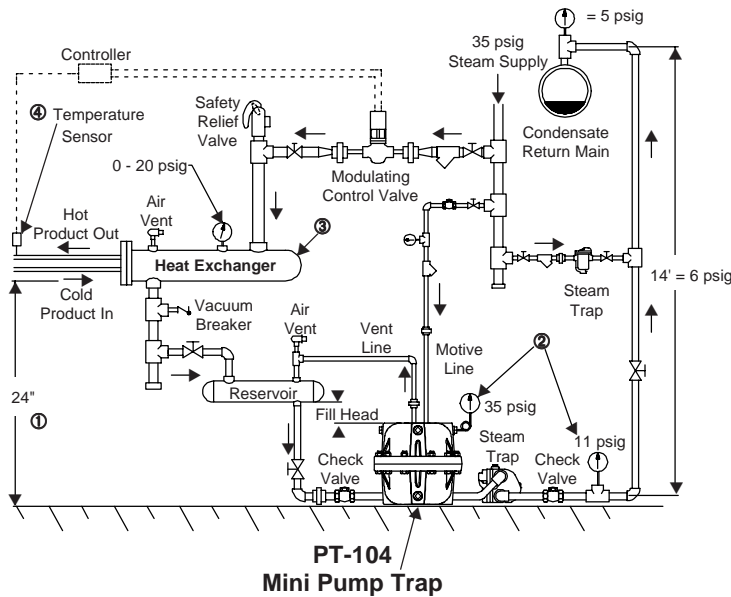 Controller
35 psig
Steam Supply
= 5 psig
④ Temperature
Sensor
Safety
Relief
Valve
Condensate
Return Main
0 - 20 psig
Modulating
Control Valve
Hot
Product Out
Air
Vent
③
Heat Exchanger
Cold
Product In
Steam
Trap
14' = 6 psig
Vacuum
Breaker
Air
Vent
Vent
Line
Motive
Line
②
24"
①
Reservoir
Fill Head
35 psig
Check
Valve
Steam
Trap
Check
Valve
11 psig
PT-104
Mini Pump Trap